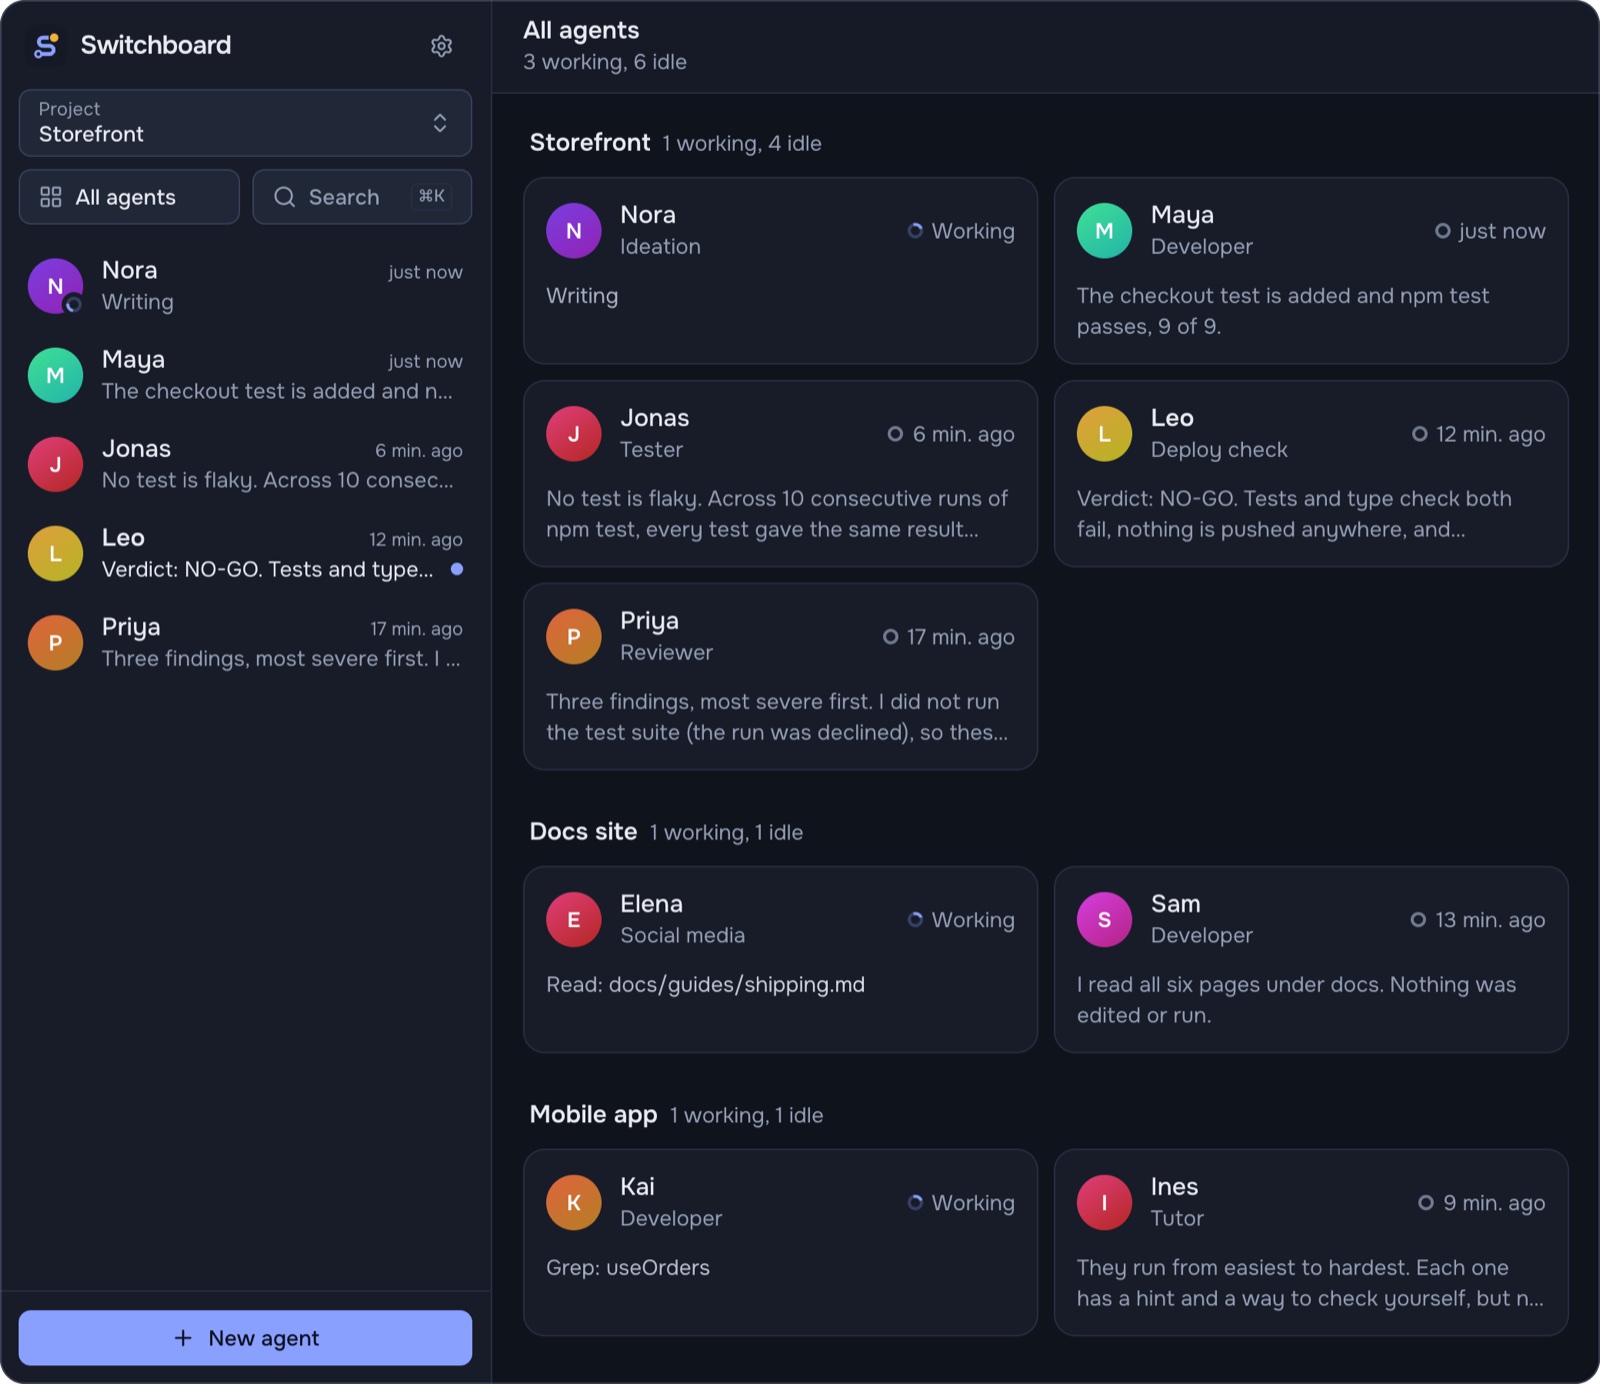 Switchboard
Project
Storefront
All agents
Search ⌘K
N
Nora just now
Writing
M
Maya just now
The checkout test is added and n...
J
Jonas 6 min. ago
No test is flaky. Across 10 consec...
L
Leo 12 min. ago
Verdict: NO-GO. Tests and type...
P
Priya 17 min. ago
Three findings, most severe first. I ...
New agent
All agents
3 working, 6 idle
Storefront 1 working, 4 idle
N
Nora
Ideation
Working
Writing
M
Maya
Developer
just now
The checkout test is added and npm test
passes, 9 of 9.
J
Jonas
Tester
6 min. ago
No test is flaky. Across 10 consecutive runs of
npm test, every test gave the same result...
L
Leo
Deploy check
12 min. ago
Verdict: NO-GO. Tests and type check both
fail, nothing is pushed anywhere, and...
P
Priya
Reviewer
17 min. ago
Three findings, most severe first. I did not run
the test suite (the run was declined), so thes...
Docs site 1 working, 1 idle
E
Elena
Social media
Working
Read: docs/guides/shipping.md
S
Sam
Developer
13 min. ago
I read all six pages under docs. Nothing was
edited or run.
Mobile app 1 working, 1 idle
K
Kai
Developer
Working
Grep: useOrders
I
Ines
Tutor
9 min. ago
They run from easiest to hardest. Each one
has a hint and a way to check yourself, but n...